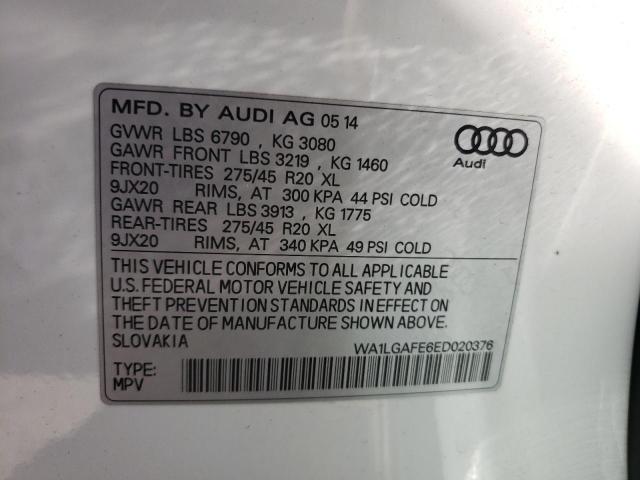 MFD. BY AUDI AG 05 14
GVWR LBS 6790 , KG 3080
GAWR FRONT LBS 3219 , KG 1460
FRONT-TIRES 275/45 R20 XL
9JX20 RIMS, AT 300 KPA 44 PSI COLD
GAWR REAR LBS 3913 , KG 1775
REAR-TIRES 275/45 R20 XL
9JX20 RIMS, AT 340 KPA 49 PSI COLD
Audi
THIS VEHICLE CONFORMS TO ALL APPLICABLE
U.S. FEDERAL MOTOR VEHICLE SAFETY AND
THEFT PREVENTION STANDARDS IN EFFECT ON
THE DATE OF MANUFACTURE SHOWN ABOVE.
SLOVAKIA WA1LGAFE6ED020376
TYPE:
MPV